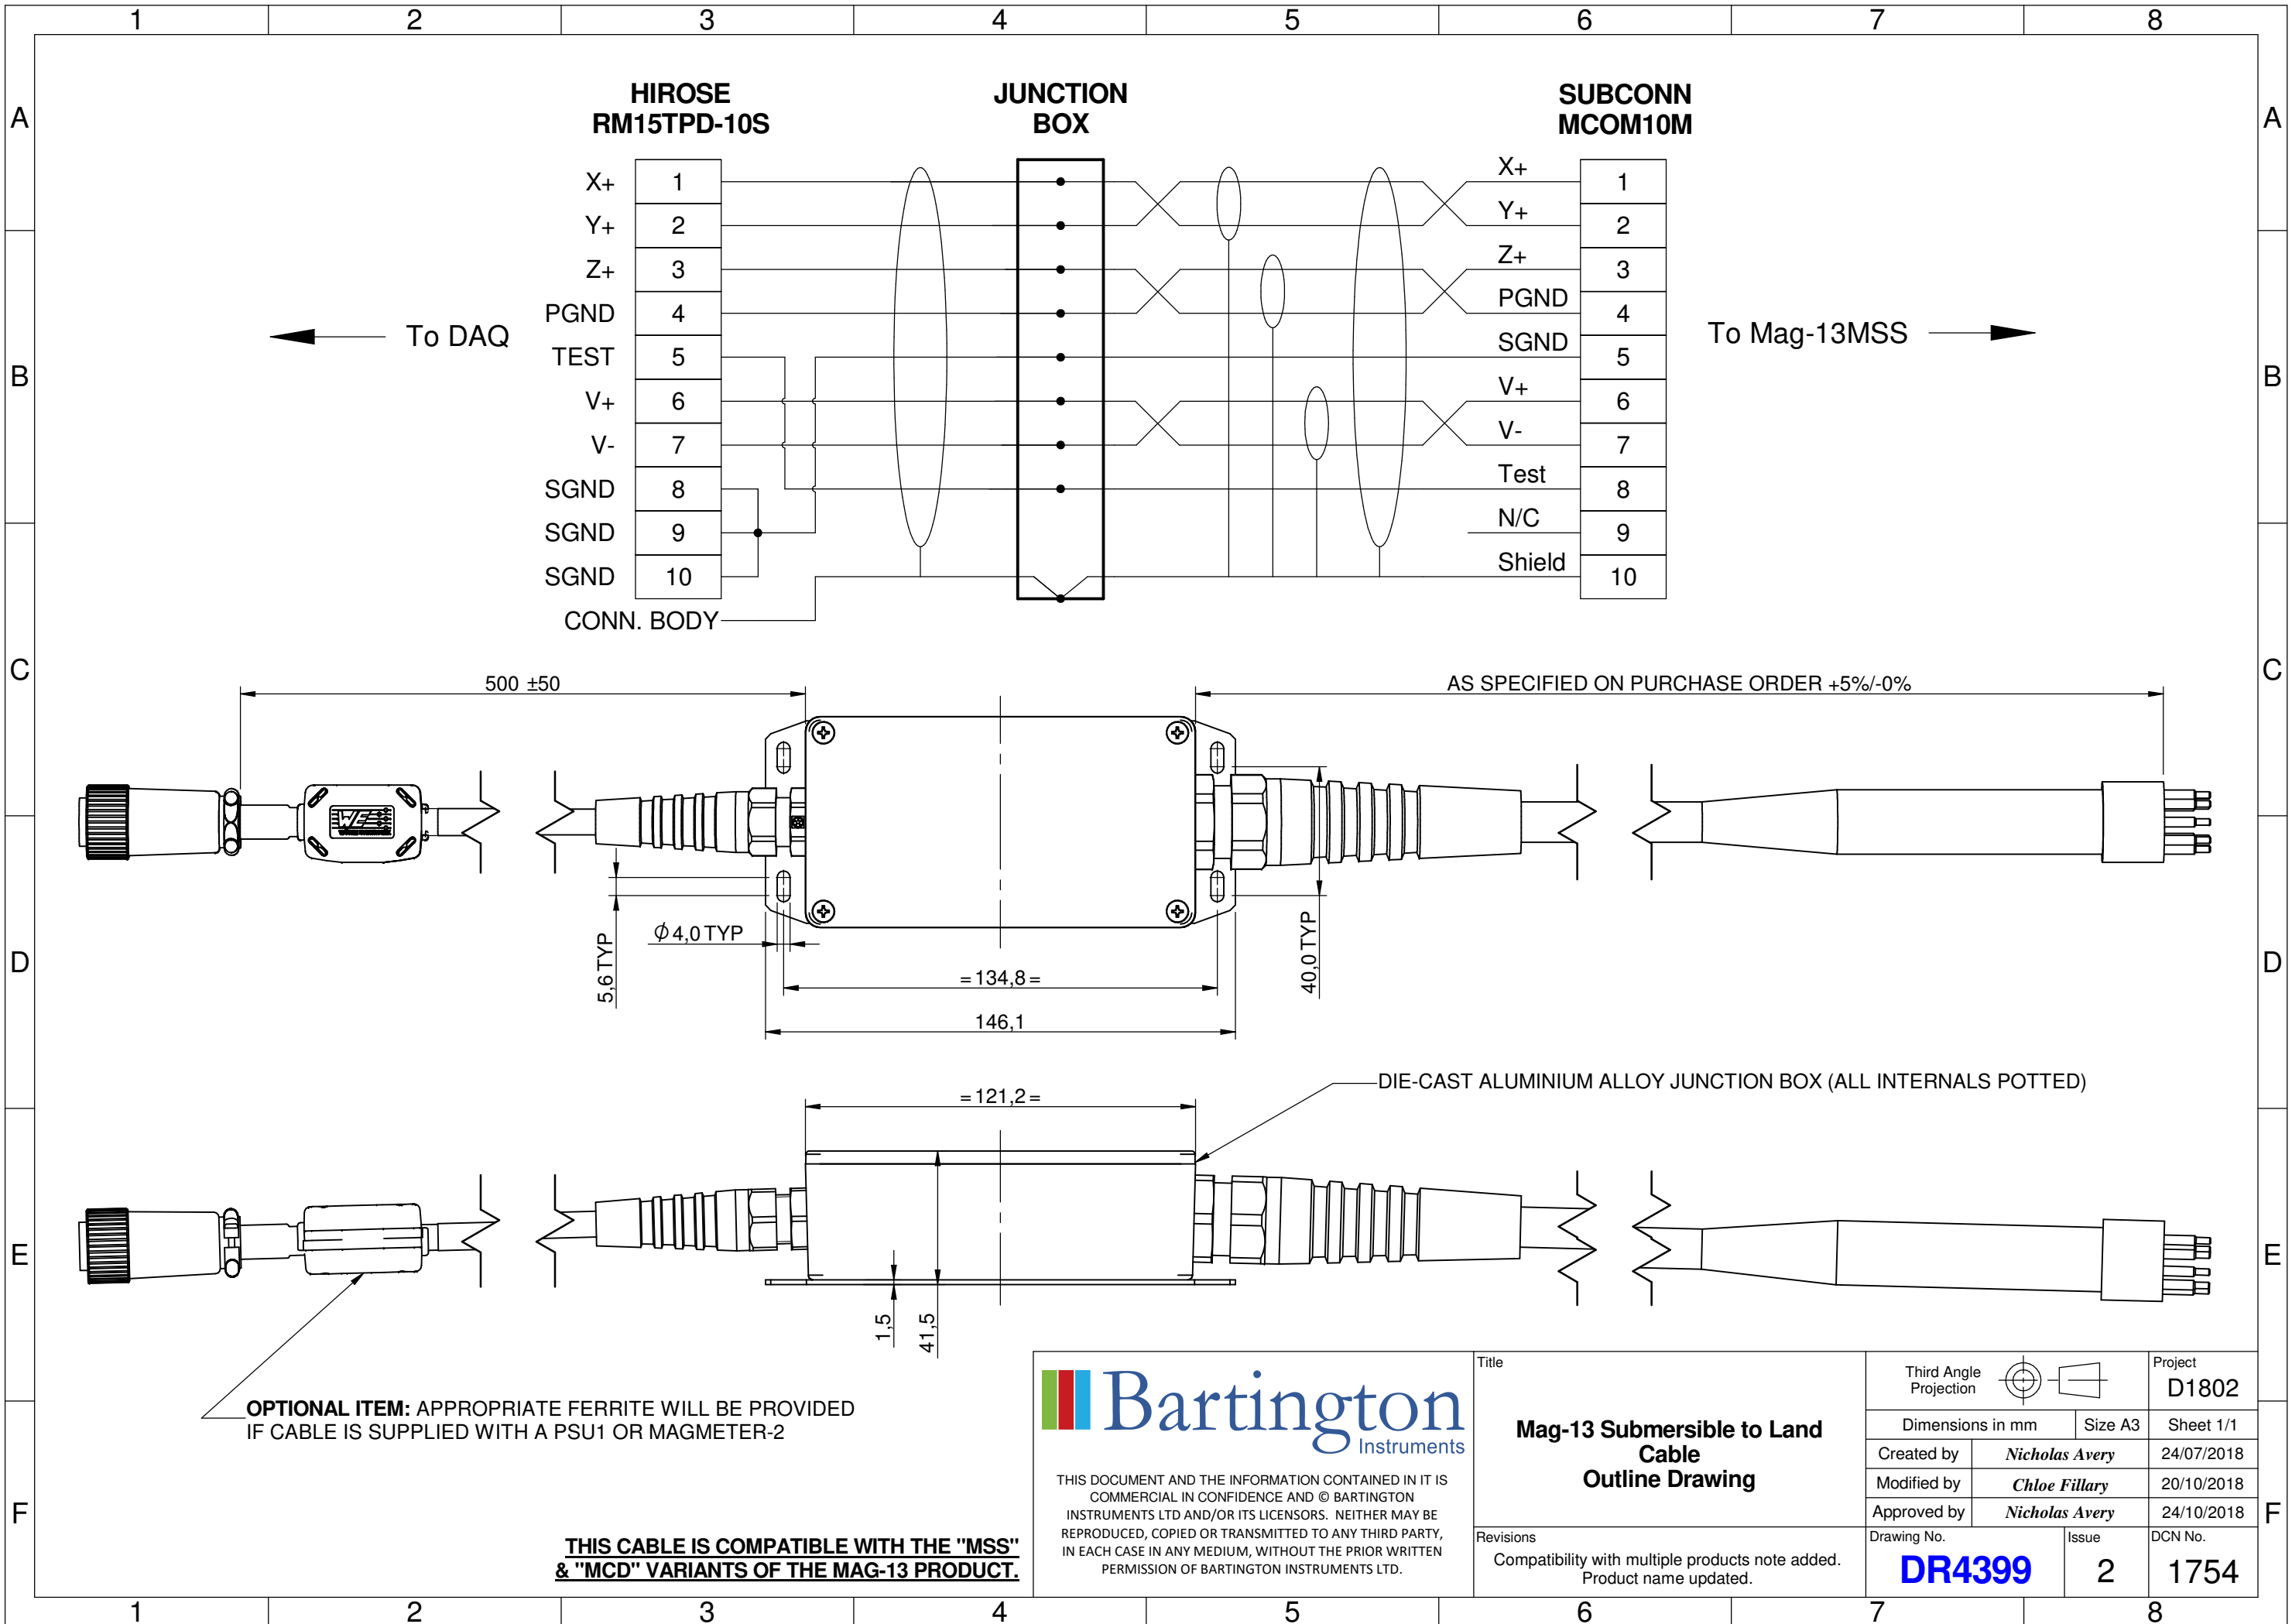 1 2 3 4 5 6 7 8
A A
B B
C C
D D
E E
F F
HIROSE
RM15TPD-10S
JUNCTION
BOX
SUBCONN
MCOM10M
X+ 1
Y+ 2
Z+ 3
PGND 4
TEST 5
V+ 6
V- 7
SGND 8
SGND 9
SGND 10
CONN. BODY
X+ 1
Y+ 2
Z+ 3
PGND 4
SGND 5
V+ 6
V- 7
Test 8
N/C 9
Shield 10
To DAQ
To Mag-13MSS
500 ±50
AS SPECIFIED ON PURCHASE ORDER +5%/-0%
WE
5,6 TYP
ϕ4,0 TYP
40,0 TYP
=134,8=
146,1
DIE-CAST ALUMINIUM ALLOY JUNCTION BOX (ALL INTERNALS POTTED)
=121,2=
1,5
41,5
OPTIONAL ITEM: APPROPRIATE FERRITE WILL BE PROVIDED
IF CABLE IS SUPPLIED WITH A PSU1 OR MAGMETER-2
THIS CABLE IS COMPATIBLE WITH THE "MSS"
& "MCD" VARIANTS OF THE MAG-13 PRODUCT.
Bartington
Instruments
THIS DOCUMENT AND THE INFORMATION CONTAINED IN IT IS
COMMERCIAL IN CONFIDENCE AND © BARTINGTON
INSTRUMENTS LTD AND/OR ITS LICENSORS. NEITHER MAY BE
REPRODUCED, COPIED OR TRANSMITTED TO ANY THIRD PARTY,
IN EACH CASE IN ANY MEDIUM, WITHOUT THE PRIOR WRITTEN
PERMISSION OF BARTINGTON INSTRUMENTS LTD.
Title
Mag-13 Submersible to Land
Cable
Outline Drawing
Revisions
Compatibility with multiple products note added.
Product name updated.
Third Angle
Projection
Project
D1802
Dimensions in mm Size A3 Sheet 1/1
Created by Nicholas Avery 24/07/2018
Modified by Chloe Fillary 20/10/2018
Approved by Nicholas Avery 24/10/2018
Drawing No. Issue DCN No.
DR4399 2 1754
1 2 3 4 5 6 7 8